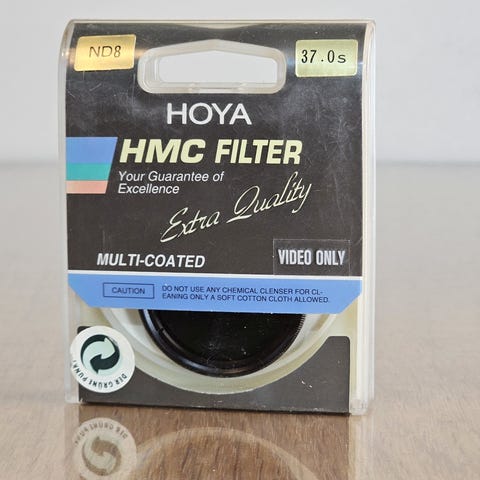 ND8
37.0s
HOYA
HMC FILTER
Your Guarantee of
Excellence
Extra Quality
MULTI-COATED
VIDEO ONLY
CAUTION
DO NOT USE ANY CHEMICAL CLENSER FOR CL-
EANING ONLY A SOFT COTTON CLOTH ALLOWED.
DER GRÜNE PUNKT